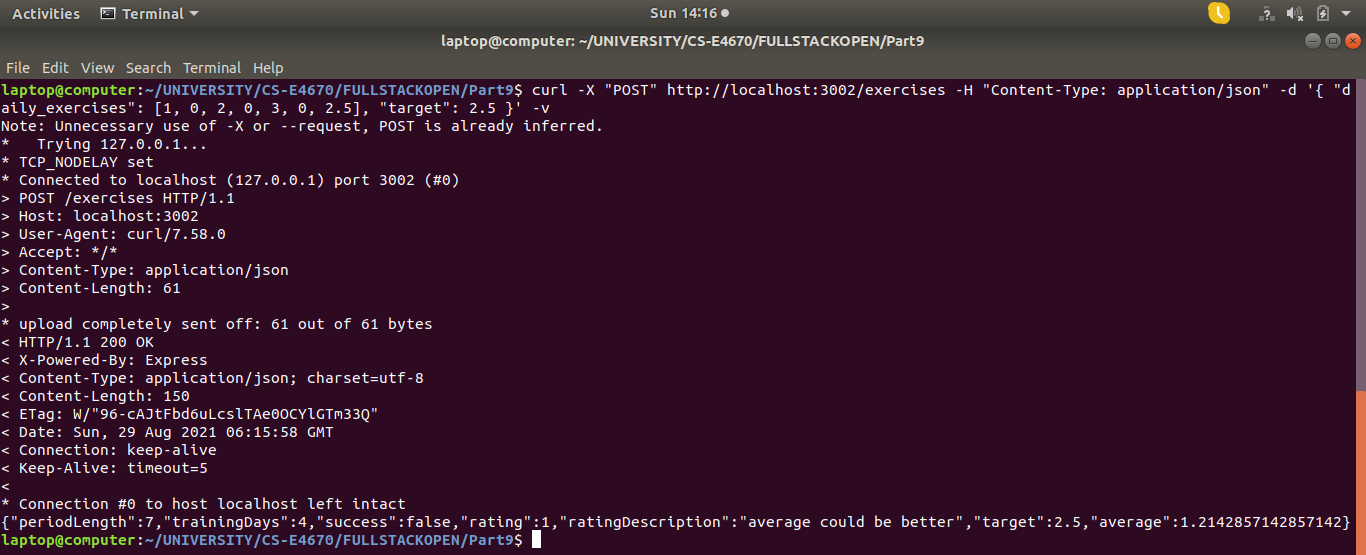 Activities Terminal Sun 14:16
laptop@computer: ~/UNIVERSITY/CS-E4670/FULLSTACKOPEN/Part9
File Edit View Search Terminal Help
laptop@computer:~/UNIVERSITY/CS-E4670/FULLSTACKOPEN/Part9$ curl -X "POST" http://localhost:3002/exercises -H "Content-Type: application/json" -d '{ "d
aily_exercises": [1, 0, 2, 0, 3, 0, 2.5], "target": 2.5 }' -v
Note: Unnecessary use of -X or --request, POST is already inferred.
*   Trying 127.0.0.1...
* TCP_NODELAY set
* Connected to localhost (127.0.0.1) port 3002 (#0)
> POST /exercises HTTP/1.1
> Host: localhost:3002
> User-Agent: curl/7.58.0
> Accept: */*
> Content-Type: application/json
> Content-Length: 61
>
* upload completely sent off: 61 out of 61 bytes
< HTTP/1.1 200 OK
< X-Powered-By: Express
< Content-Type: application/json; charset=utf-8
< Content-Length: 150
< ETag: W/"96-cAJtFbd6uLcslTAe0OCYlGTm33Q"
< Date: Sun, 29 Aug 2021 06:15:58 GMT
< Connection: keep-alive
< Keep-Alive: timeout=5
<
* Connection #0 to host localhost left intact
{"periodLength":7,"trainingDays":4,"success":false,"rating":1,"ratingDescription":"average could be better","target":2.5,"average":1.2142857142857142}
laptop@computer:~/UNIVERSITY/CS-E4670/FULLSTACKOPEN/Part9$